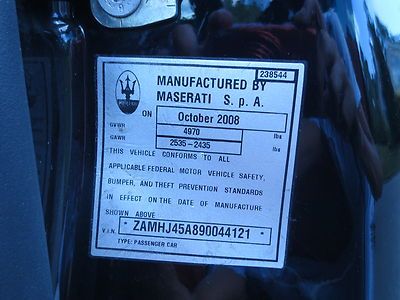 238544
MANUFACTURED BY
MASERATI S. p. A.
ON October 2008
GVWR 4970 lbs
GAWR 2535-2435 lbs
THIS VEHICLE CONFORMS TO ALL
APPLICABLE FEDERAL MOTOR VEHICLE SAFETY,
BUMPER, AND THEFT PREVENTION STANDARDS
IN EFFECT ON THE DATE OF MANUFACTURE
SHOWN ABOVE
V.I.N. * ZAMHJ45A890044121 *
TYPE: PASSENGER CAR